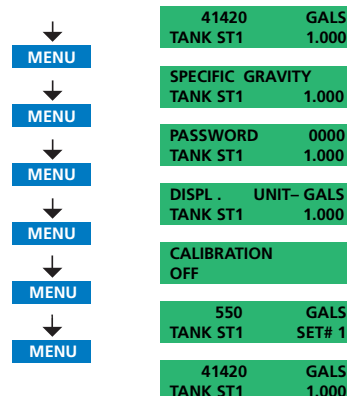 41420 GALS
TANK ST1 1.000
MENU
SPECIFIC GRAVITY
TANK ST1 1.000
MENU
PASSWORD 0000
TANK ST1 1.000
MENU
DISPL . UNIT– GALS
TANK ST1 1.000
MENU
CALIBRATION
OFF
MENU
550 GALS
TANK ST1 SET# 1
MENU
41420 GALS
TANK ST1 1.000